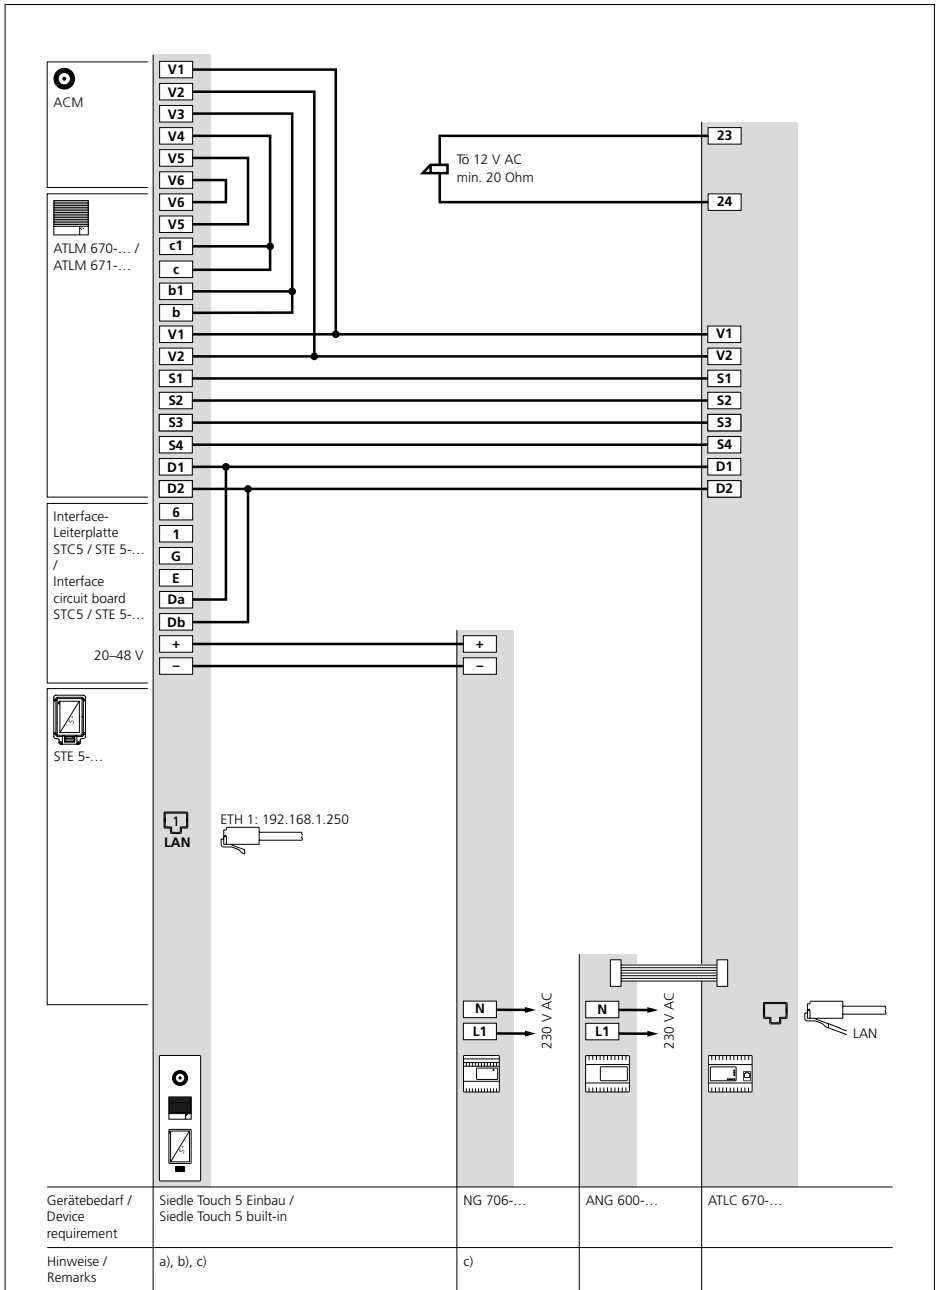 ACM
V1
V2
V3
V4
V5
V6
V6
V5
c1
c
b1
b
V1
V2
S1
S2
S3
S4
D1
D2
6
1
G
E
Da
Db
+
–
ATLM 670-… /
ATLM 671-…
Interface-
Leiterplatte
STC5 / STE 5-…
/
Interface
circuit board
STC5 / STE 5-…
20–48 V
STE 5-…
Tö 12 V AC
min. 20 Ohm
23
24
V1
V2
S1
S2
S3
S4
D1
D2
+
–
1
LAN
ETH 1: 192.168.1.250
N
L1
230 V AC
N
L1
230 V AC
LAN
Gerätebedarf /
Device
requirement
Siedle Touch 5 Einbau /
Siedle Touch 5 built-in
NG 706-…
ANG 600-…
ATLC 670-…
Hinweise /
Remarks
a), b), c)
c)